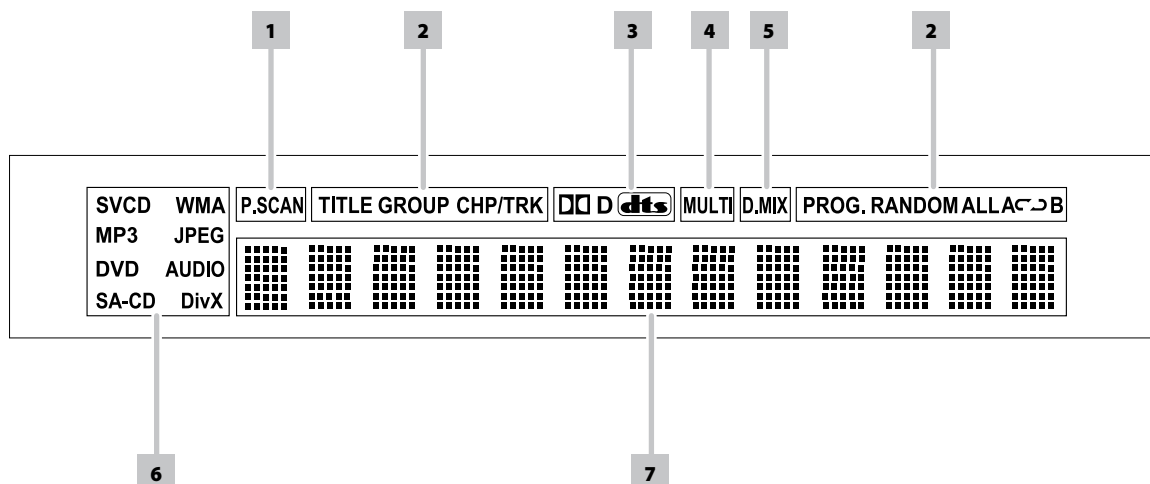 1 2 3 4 5 2
SVCD WMA P.SCAN TITLE GROUP CHP/TRK D dts MULTI D.MIX PROG. RANDOM ALL A B
MP3 JPEG
DVD AUDIO
SA-CD DivX
6 7